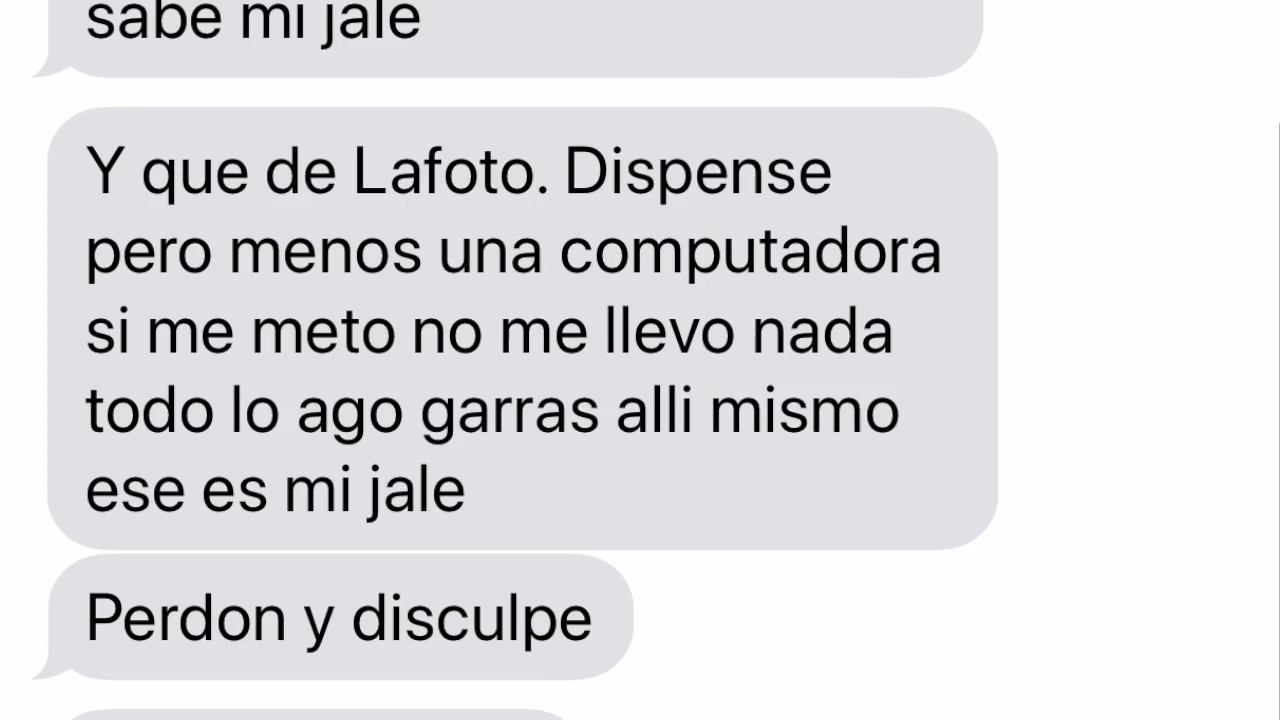 sabe mi jale
Y que de Lafoto. Dispense
pero menos una computadora
si me meto no me llevo nada
todo lo ago garras alli mismo
ese es mi jale
Perdon y disculpe